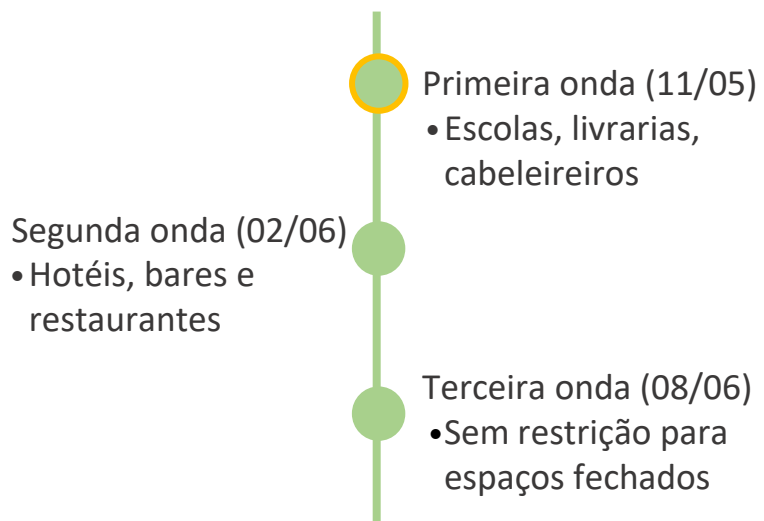 Primeira onda (11/05)
• Escolas, livrarias,
cabeleireiros
Segunda onda (02/06)
• Hotéis, bares e
restaurantes
Terceira onda (08/06)
• Sem restrição para
espaços fechados